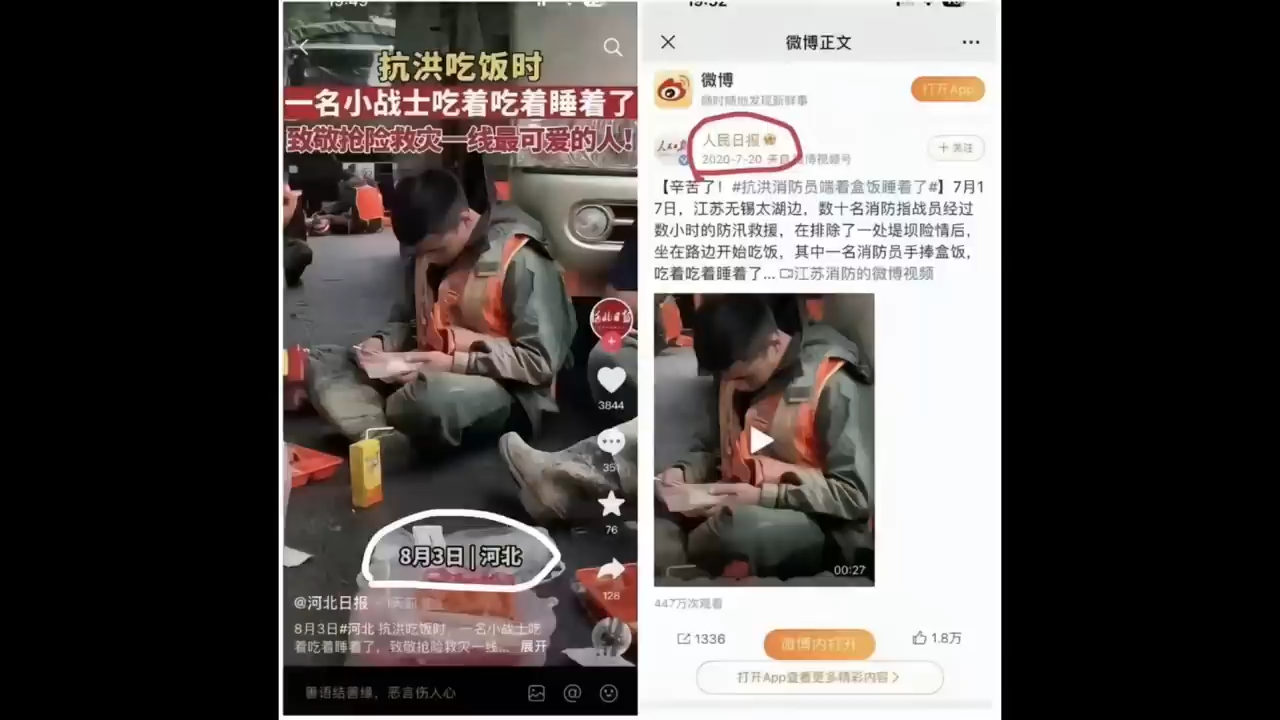 抗洪吃饭时
一名小战士吃着吃着睡着了
致敬抢险救灾一线最可爱的人!
3844
351
76
128
8月3日 | 河北
@河北日报
8月3日#河北 抗洪吃饭时,一名小战士吃
着吃着睡着了,致敬抢险救灾一线... 展开
善语结善缘,恶言伤人心
19:52
微博正文
微博
随时随地发现新鲜事
打开App
人民日报
2020-7-20 来自 微博视频号
+关注
【辛苦了!#抗洪消防员端着盒饭睡着了#】7月1
7日,江苏无锡太湖边,数十名消防指战员经过
数小时的防汛救援,在排除了一处堤坝险情后,
坐在路边开始吃饭,其中一名消防员手捧盒饭,
吃着吃着睡着了... 江苏消防的微博视频
00:27
447万次观看
1336
微博内打开
1.8万
打开App查看更多精彩内容 >